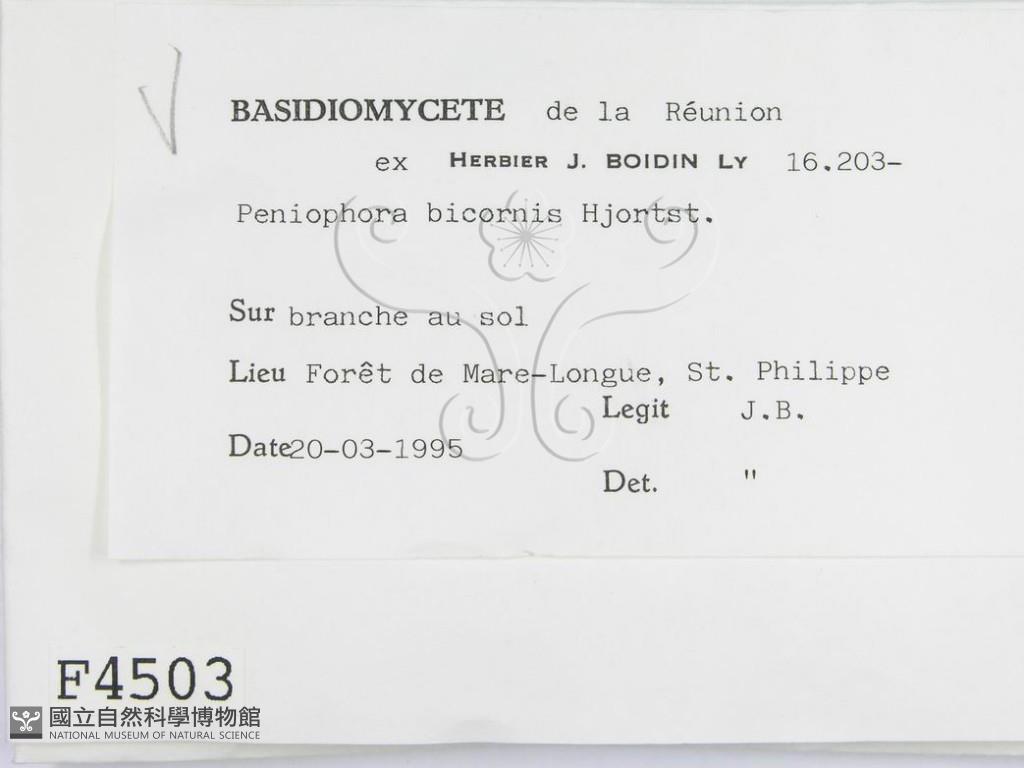 BASIDIOMYCETE de la Réunion
ex HERBIER J. BOIDIN LY 16.203-
Peniophora bicornis Hjortst.
Sur branche au sol
Lieu Forêt de Mare-Longue, St. Philippe
Legit J.B.
Date 20-03-1995
Det. "
F4503
國立自然科學博物館
NATIONAL MUSEUM OF NATURAL SCIENCE